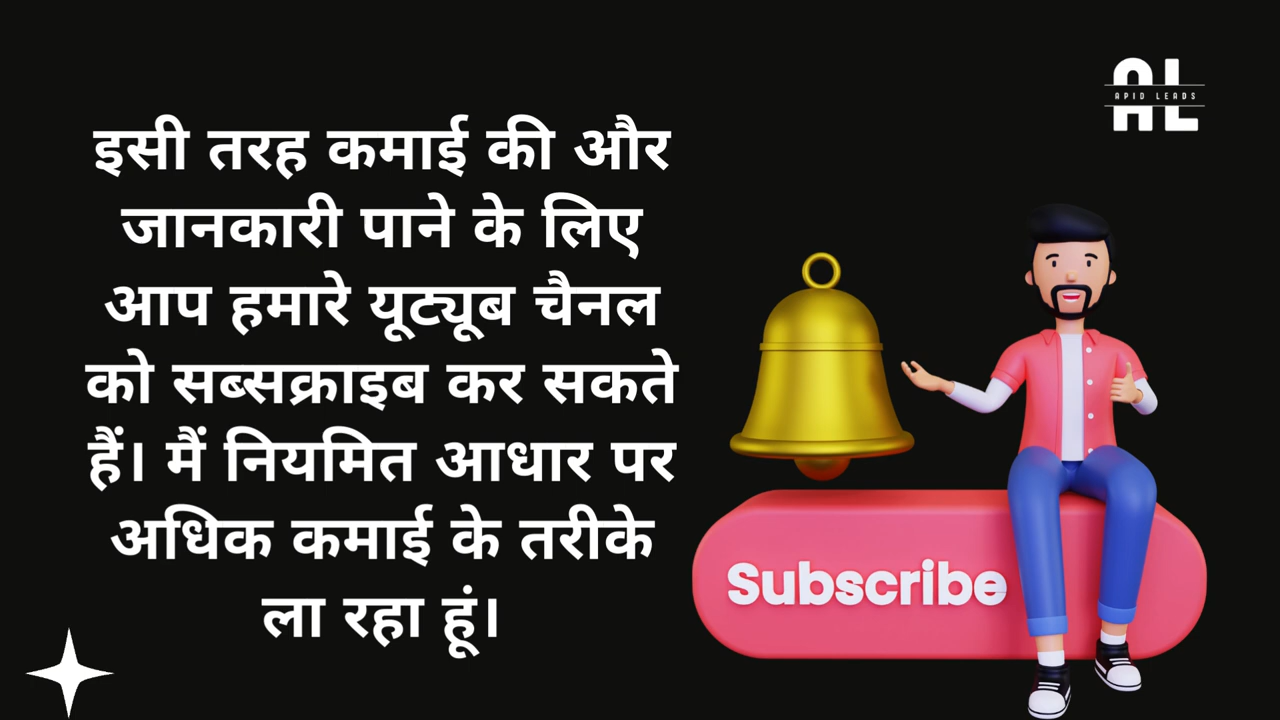 इसी तरह कमाई की और
जानकारी पाने के लिए
आप हमारे यूट्यूब चैनल
को सब्सक्राइब कर सकते
हैं। मैं नियमित आधार पर
अधिक कमाई के तरीके
ला रहा हूं।
AL
APID LEADS
Subscribe